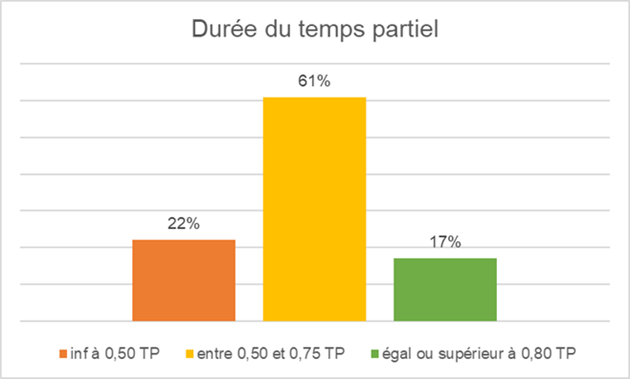 Durée du temps partiel
61%
22%
17%
inf à 0,50 TP
entre 0,50 et 0,75 TP
égal ou supérieur à 0,80 TP